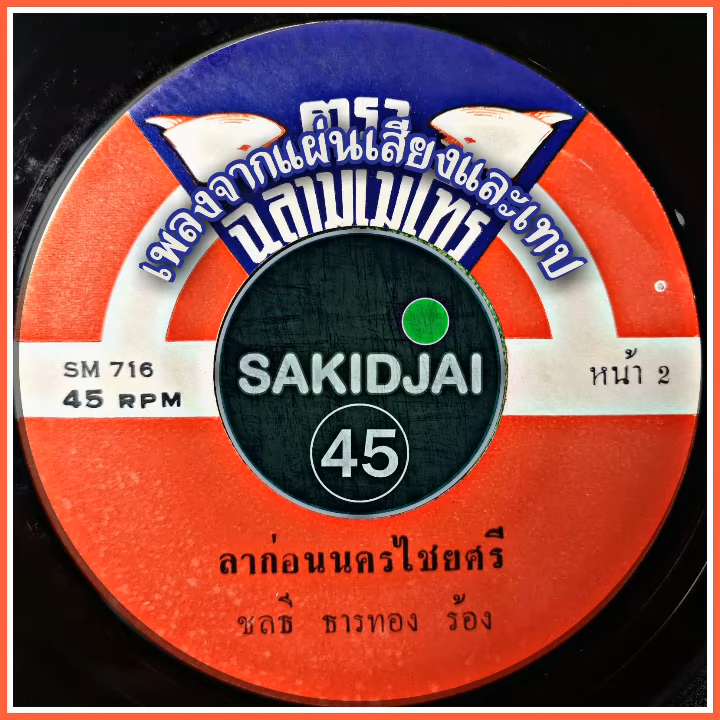 ตรา
เพลงจากแผ่นเสียงและเทป
ฉลามเมไทร
SM 716
45 RPM
หน้า 2
SAKIDJAI
45
ลาก่อนนครไชยศรี
ชลธี ธารทอง ร้อง